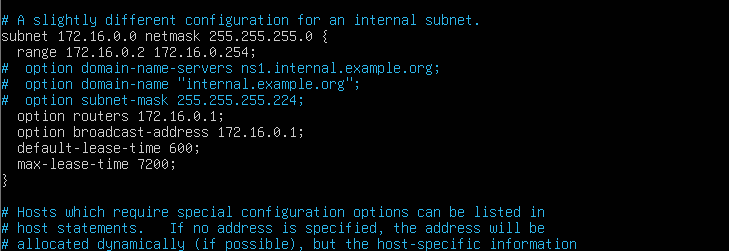 # A slightly different configuration for an internal subnet.
subnet 172.16.0.0 netmask 255.255.255.0 {
  range 172.16.0.2 172.16.0.254;
#  option domain-name-servers ns1.internal.example.org;
#  option domain-name "internal.example.org";
#  option subnet-mask 255.255.255.224;
  option routers 172.16.0.1;
  option broadcast-address 172.16.0.1;
  default-lease-time 600;
  max-lease-time 7200;
}
# Hosts which require special configuration options can be listed in
# host statements.   If no address is specified, the address will be
# allocated dynamically (if possible), but the host-specific information